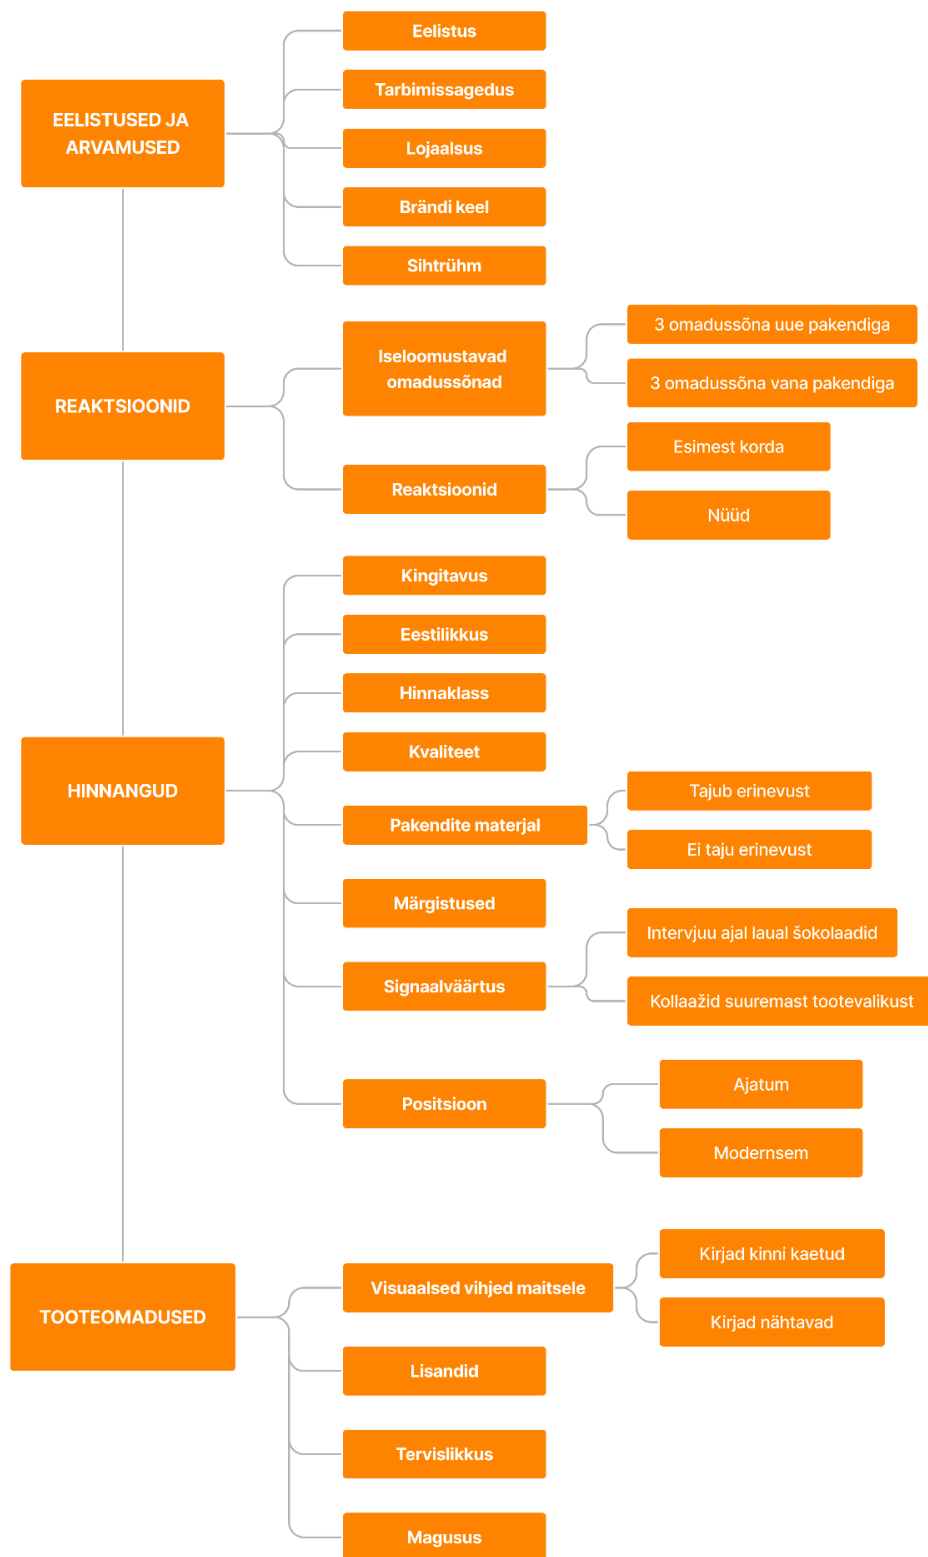 EELISTUSED JA
ARVAMUSED
Eelistus
Tarbimissagedus
Lojaalsus
Brändi keel
Sihtrühm
REAKTSIOONID
Iseloomustavad
omadussõnad
3 omadussõna uue pakendiga
3 omadussõna vana pakendiga
Reaktsioonid
Esimest korda
Nüüd
HINNANGUD
Kingitavus
Eestilikkus
Hinnaklass
Kvaliteet
Pakendite materjal
Tajub erinevust
Ei taju erinevust
Märgistused
Signaalväärtus
Intervjuu ajal laual šokolaadid
Kollaažid suuremast tootevalikust
Positsioon
Ajatum
Modernsem
TOOTEOMADUSED
Visuaalsed vihjed maitsele
Kirjad kinni kaetud
Kirjad nähtavad
Lisandid
Tervislikkus
Magusus